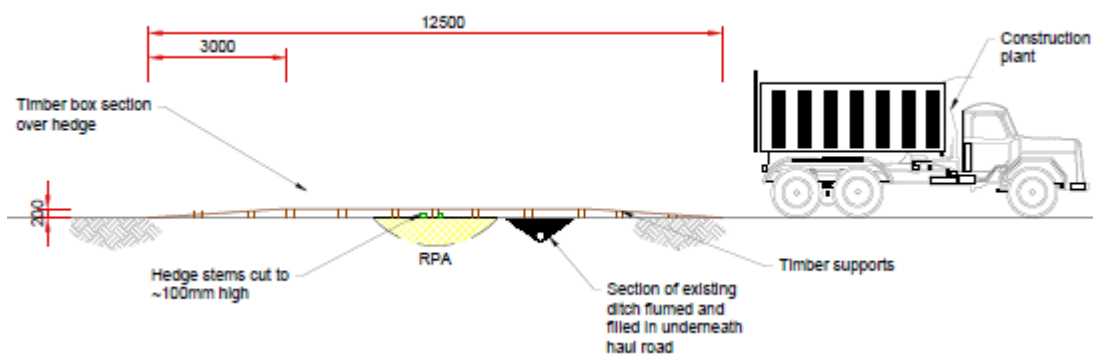 12500
3000
Construction
plant
Timber box section
over hedge
200
RPA
Hedge stems cut to
~100mm high
Timber supports
Section of existing
ditch flumed and
filled in underneath
haul road